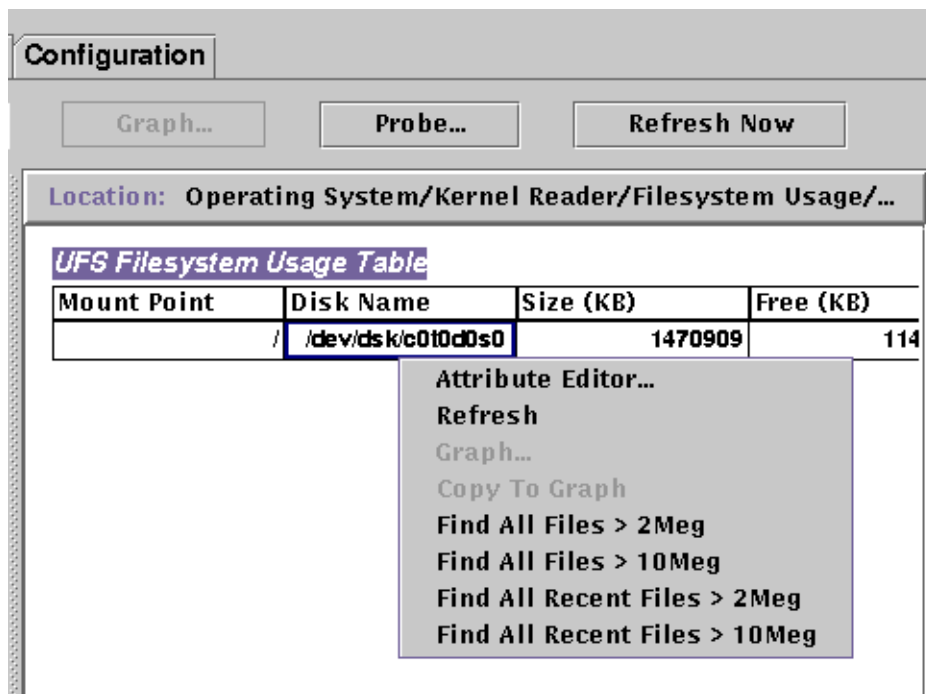 Configuration
Graph... Probe... Refresh Now
Location: Operating System/Kernel Reader/Filesystem Usage/...
UFS Filesystem Usage Table
Mount Point Disk Name Size (KB) Free (KB)
/ /dev/dsk/c0t0d0s0 1470909 114
Attribute Editor...
Refresh
Graph...
Copy To Graph
Find All Files > 2Meg
Find All Files > 10Meg
Find All Recent Files > 2Meg
Find All Recent Files > 10Meg